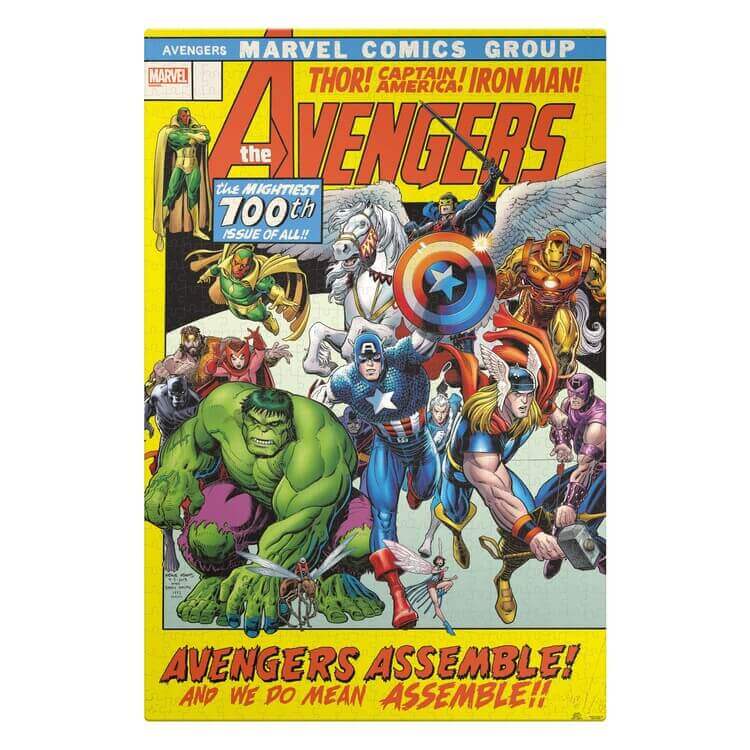 AVENGERS MARVEL COMICS GROUP
MARVEL
THOR! CAPTAIN AMERICA! IRON MAN!
the AVENGERS
the MIGHTIEST
700th
ISSUE OF ALL!!
AVENGERS ASSEMBLE!
AND WE DO MEAN ASSEMBLE!!